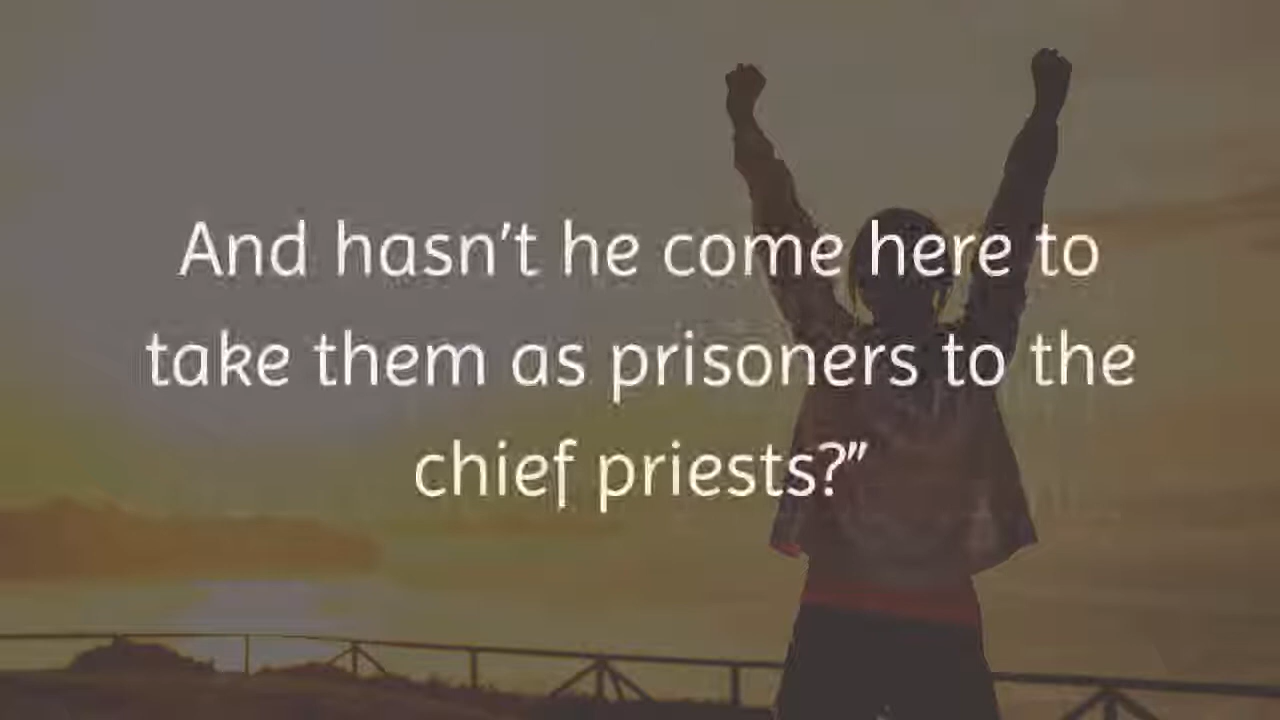 And hasn’t he come here to
take them as prisoners to the
chief priests?”